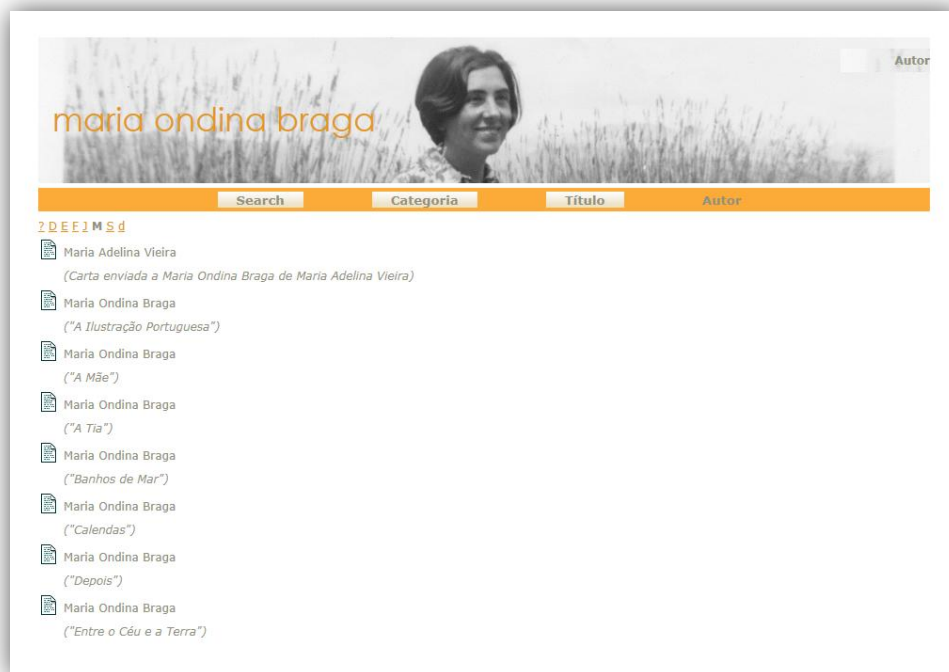 Autor
maria ondina braga
Search Categoria Título Autor
? D E F J M S d
Maria Adelina Vieira
(Carta enviada a Maria Ondina Braga de Maria Adelina Vieira)
Maria Ondina Braga
("A Ilustração Portuguesa")
Maria Ondina Braga
("A Mãe")
Maria Ondina Braga
("A Tia")
Maria Ondina Braga
("Banhos de Mar")
Maria Ondina Braga
("Calendas")
Maria Ondina Braga
("Depois")
Maria Ondina Braga
("Entre o Céu e a Terra")